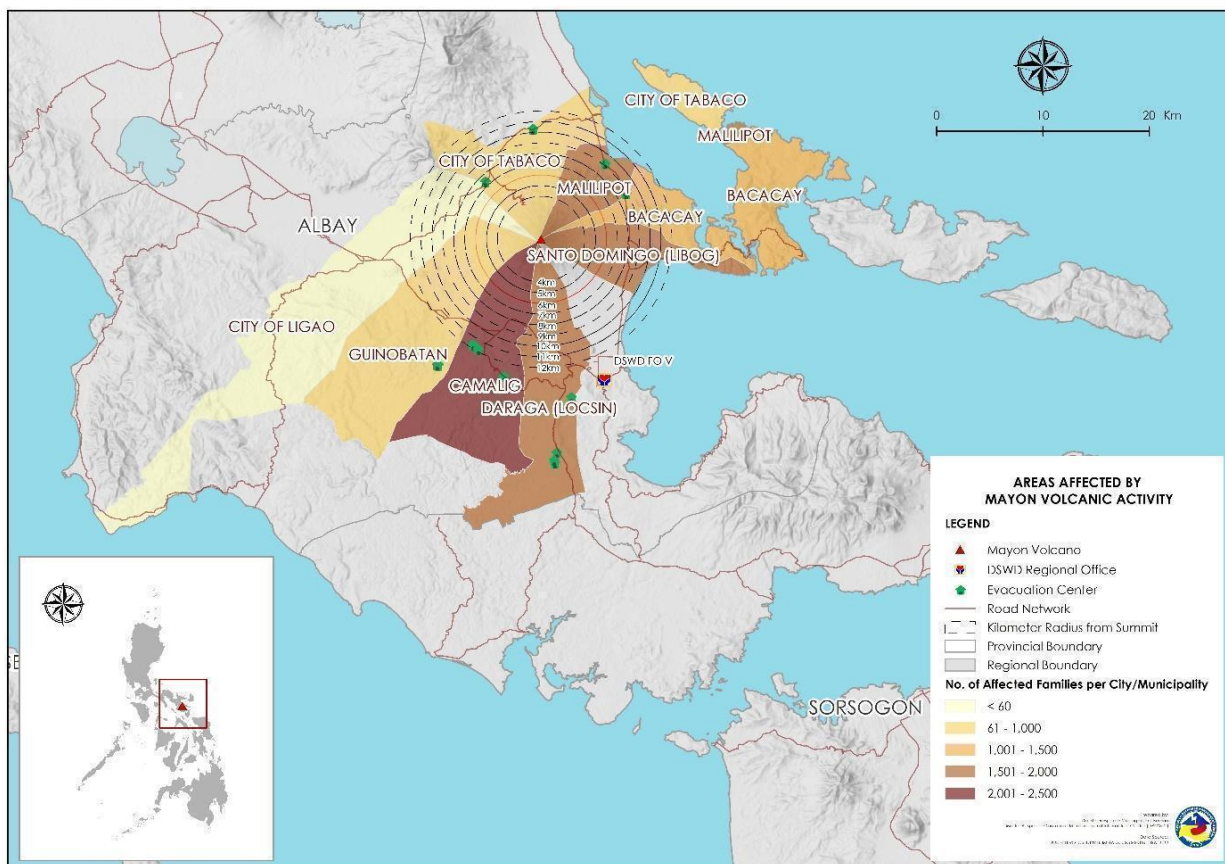 CITY OF TABACO
MALILIPOT
BACACAY
0 10 20 Km
CITY OF TABACO
MALILIPOT
BACACAY
ALBAY
SANTO DOMINGO (LIBOG)
4km
5km
6km
7km
8km
9km
10km
11km
12km
CITY OF LIGAO
GUINOBATAN
CAMALIG
DARAGA (LOCSIN)
DSWD FO V
SORSOGON
SE
AREAS AFFECTED BY
MAYON VOLCANIC ACTIVITY
LEGEND
Mayon Volcano
DSWD Regional Office
Evacuation Center
Road Network
Kilometer Radius from Summit
Provincial Boundary
Regional Boundary
No. of Affected Families per City/Municipality
< 60
61 - 1,000
1,001 - 1,500
1,501 - 2,000
2,001 - 2,500